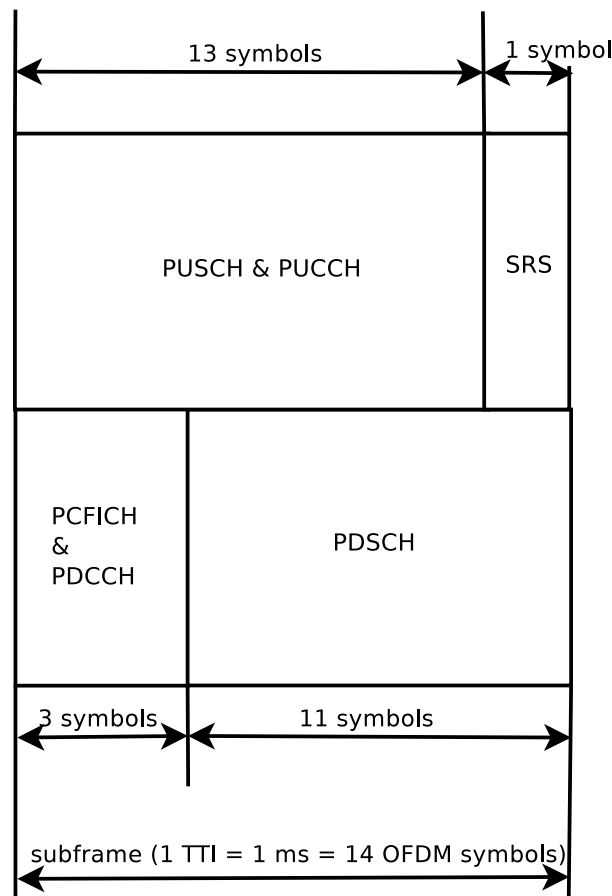 13 symbols
1 symbol
PUSCH & PUCCH
SRS
PCFICH
&
PDCCH
PDSCH
3 symbols
11 symbols
subframe (1 TTI = 1 ms = 14 OFDM symbols)